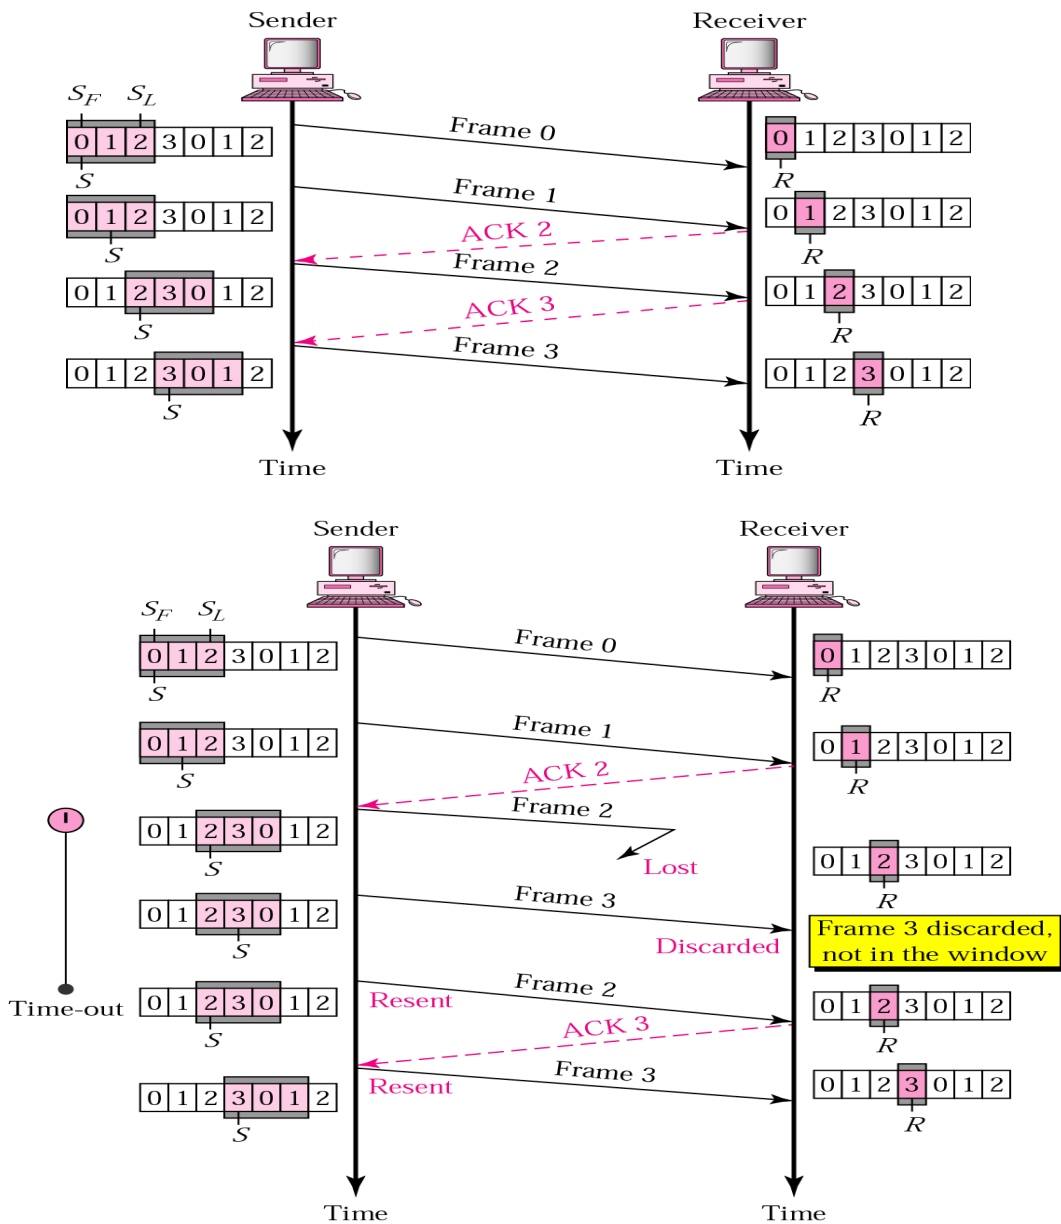 Sender Receiver
S_F S_L
Frame 0
0 1 2 3 0 1 2 0 1 2 3 0 1 2
S R
Frame 1
0 1 2 3 0 1 2 0 1 2 3 0 1 2
ACK 2
S R
Frame 2
0 1 2 3 0 1 2 0 1 2 3 0 1 2
ACK 3
S R
Frame 3
0 1 2 3 0 1 2 0 1 2 3 0 1 2
S R
Time Time
Sender Receiver
S_F S_L
Frame 0
0 1 2 3 0 1 2 0 1 2 3 0 1 2
S R
Frame 1
0 1 2 3 0 1 2 0 1 2 3 0 1 2
ACK 2
S R
Frame 2
0 1 2 3 0 1 2
Lost
0 1 2 3 0 1 2
S R
Frame 3
0 1 2 3 0 1 2
Discarded
Frame 3 discarded,
not in the window
S
Frame 2
Time-out
0 1 2 3 0 1 2
Resent
0 1 2 3 0 1 2
ACK 3
S R
Frame 3
Resent
0 1 2 3 0 1 2 0 1 2 3 0 1 2
S R
Time Time